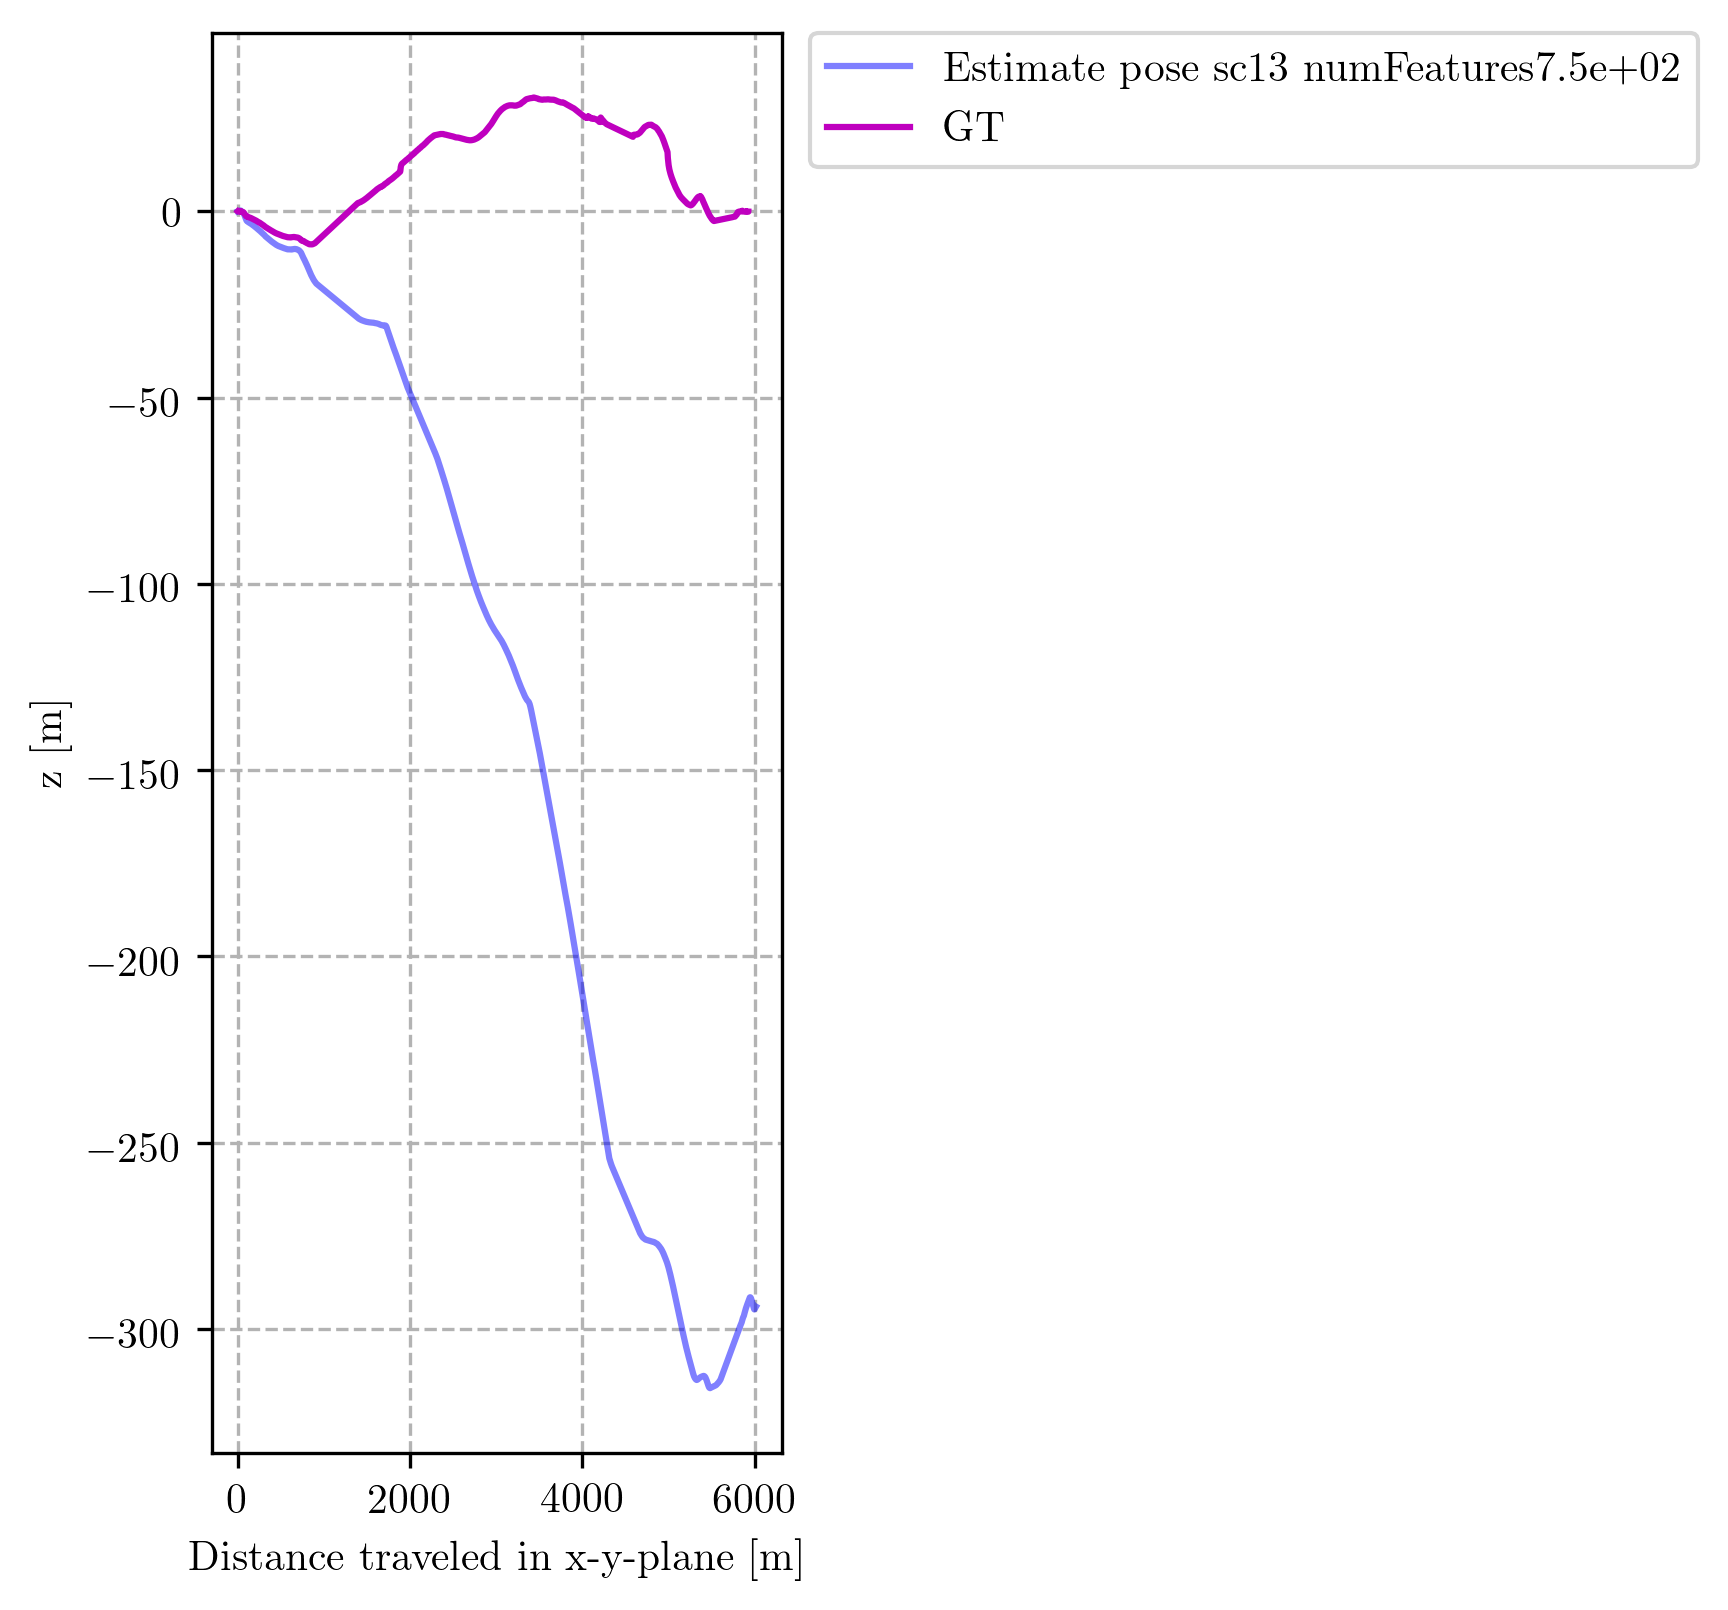 Estimate pose sc13 numFeatures7.5e+02
GT
0
−50
−100
−150
−200
−250
−300
z [m]
0 2000 4000 6000
Distance traveled in x-y-plane [m]